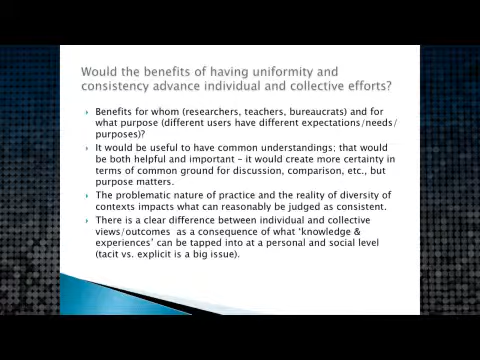 Would the benefits of having uniformity and
consistency advance individual and collective efforts?
Benefits for whom (researchers, teachers, bureaucrats) and for
what purpose (different users have different expectations/needs/
purposes)?
It would be useful to have common understandings; that would
be both helpful and important – it would create more certainty in
terms of common ground for discussion, comparison, etc., but
purpose matters.
The problematic nature of practice and the reality of diversity of
contexts impacts what can reasonably be judged as consistent.
There is a clear difference between individual and collective
views/outcomes as a consequence of what ‘knowledge &
experiences’ can be tapped into at a personal and social level
(tacit vs. explicit is a big issue).